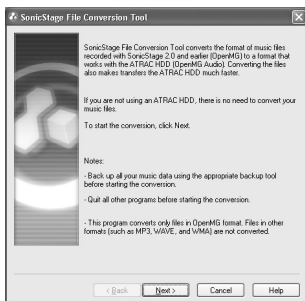 SonicStage File Conversion Tool
SonicStage File Conversion Tool converts the format of music files
recorded with SonicStage 2.0 and earlier (OpenMG) to a format that
works with the ATRAC HDD (OpenMG Audio). Converting the files
also makes transfers the ATRAC HDD much faster.
If you are not using an ATRAC HDD, there is no need to convert your
music files.
To start the conversion, click Next.
Notes:
- Back up all your music data using the appropriate backup tool
before starting the conversion.
- Quit all other programs before starting the conversion.
- This program converts only files in OpenMG format. Files in other
formats (such as MP3, WAVE, and WMA) are not converted.
< Back Next > Cancel Help